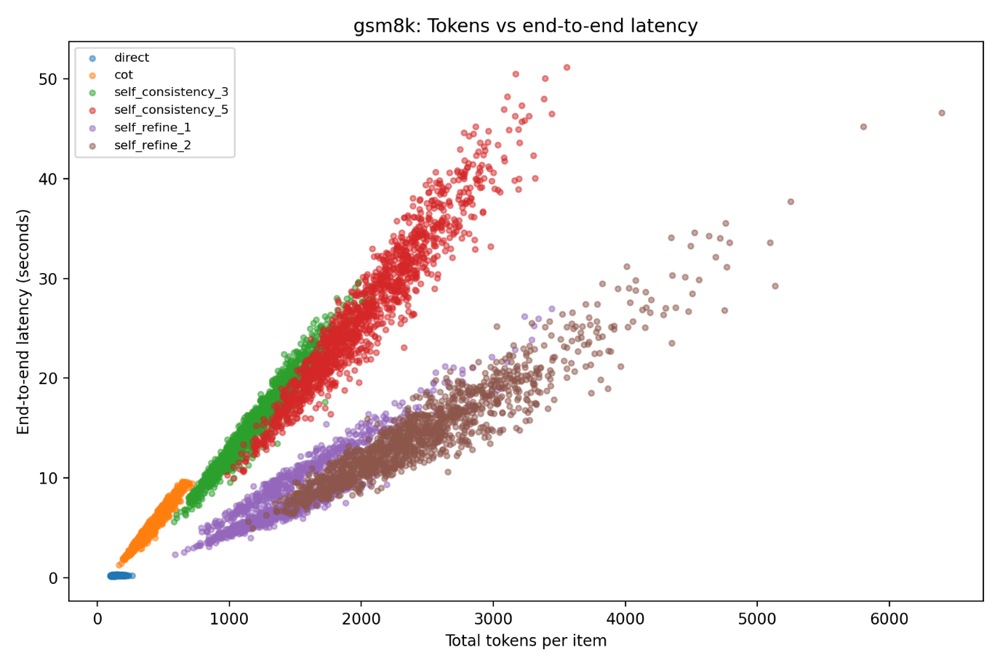 gsm8k: Tokens vs end-to-end latency
direct
cot
self_consistency_3
self_consistency_5
self_refine_1
self_refine_2
End-to-end latency (seconds)
50
40
30
20
10
0
0 1000 2000 3000 4000 5000 6000
Total tokens per item